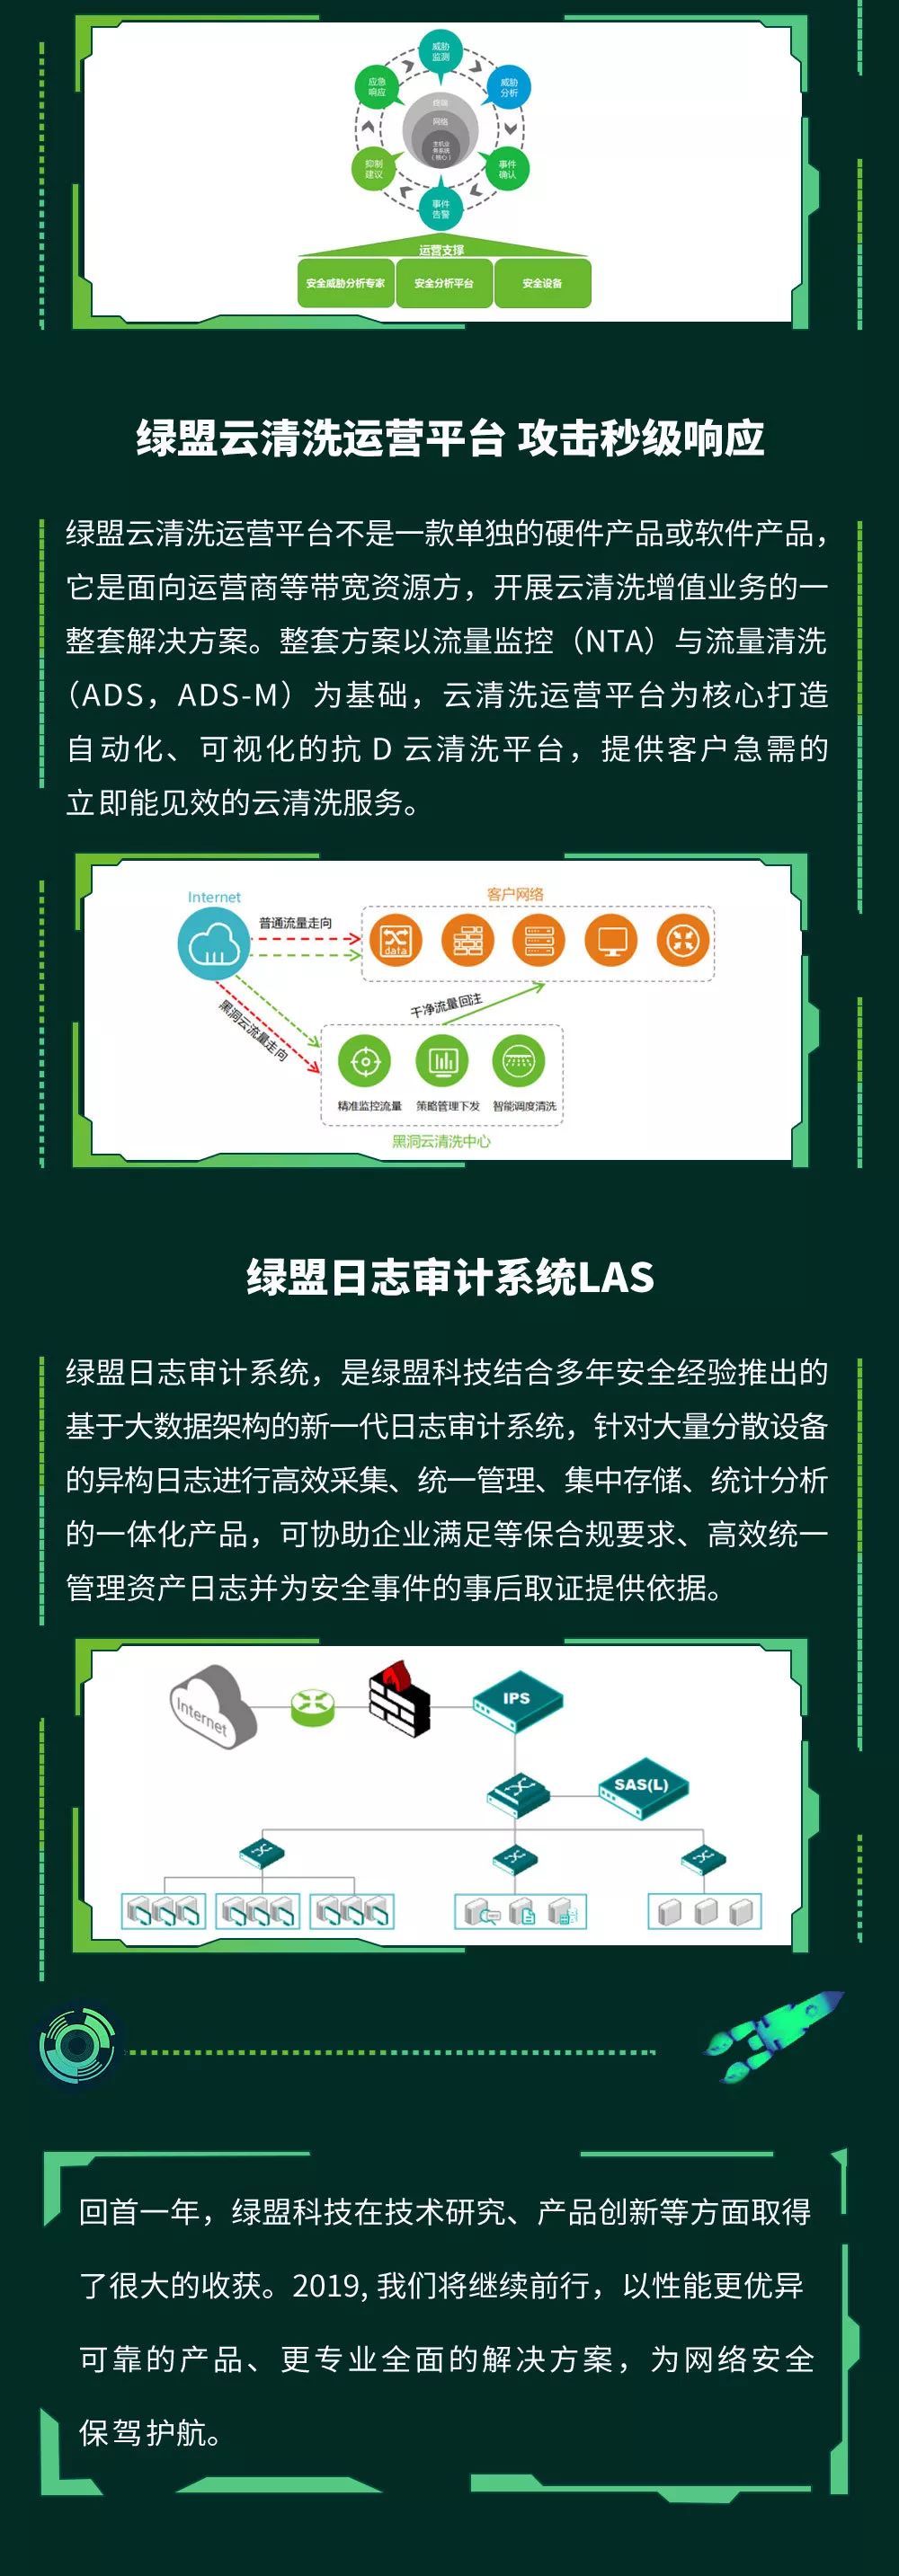 威胁
监测
应急
响应
威胁
分析
终端
网络
主机业
务系统
（核心）
抑制
建议
事件
确认
事件
告警
运营支撑
安全威胁分析专家
安全分析平台
安全设备
绿盟云清洗运营平台 攻击秒级响应
绿盟云清洗运营平台不是一款单独的硬件产品或软件产品，
它是面向运营商等带宽资源方，开展云清洗增值业务的一
整套解决方案。整套方案以流量监控（NTA）与流量清洗
（ADS，ADS-M）为基础，云清洗运营平台为核心打造
自动化、可视化的抗 D 云清洗平台，提供客户急需的
立即能见效的云清洗服务。
Internet
客户网络
普通流量走向
data
黑洞云流量走向
干净流量回注
精准监控流量
策略管理下发
智能调度清洗
黑洞云清洗中心
绿盟日志审计系统LAS
绿盟日志审计系统，是绿盟科技结合多年安全经验推出的
基于大数据架构的新一代日志审计系统，针对大量分散设备
的异构日志进行高效采集、统一管理、集中存储、统计分析
的一体化产品，可协助企业满足等保合规要求、高效统一
管理资产日志并为安全事件的事后取证提供依据。
Internet
IPS
SAS(L)
回首一年，绿盟科技在技术研究、产品创新等方面取得
了很大的收获。2019, 我们将继续前行，以性能更优异
可靠的产品、更专业全面的解决方案，为网络安全
保驾护航。